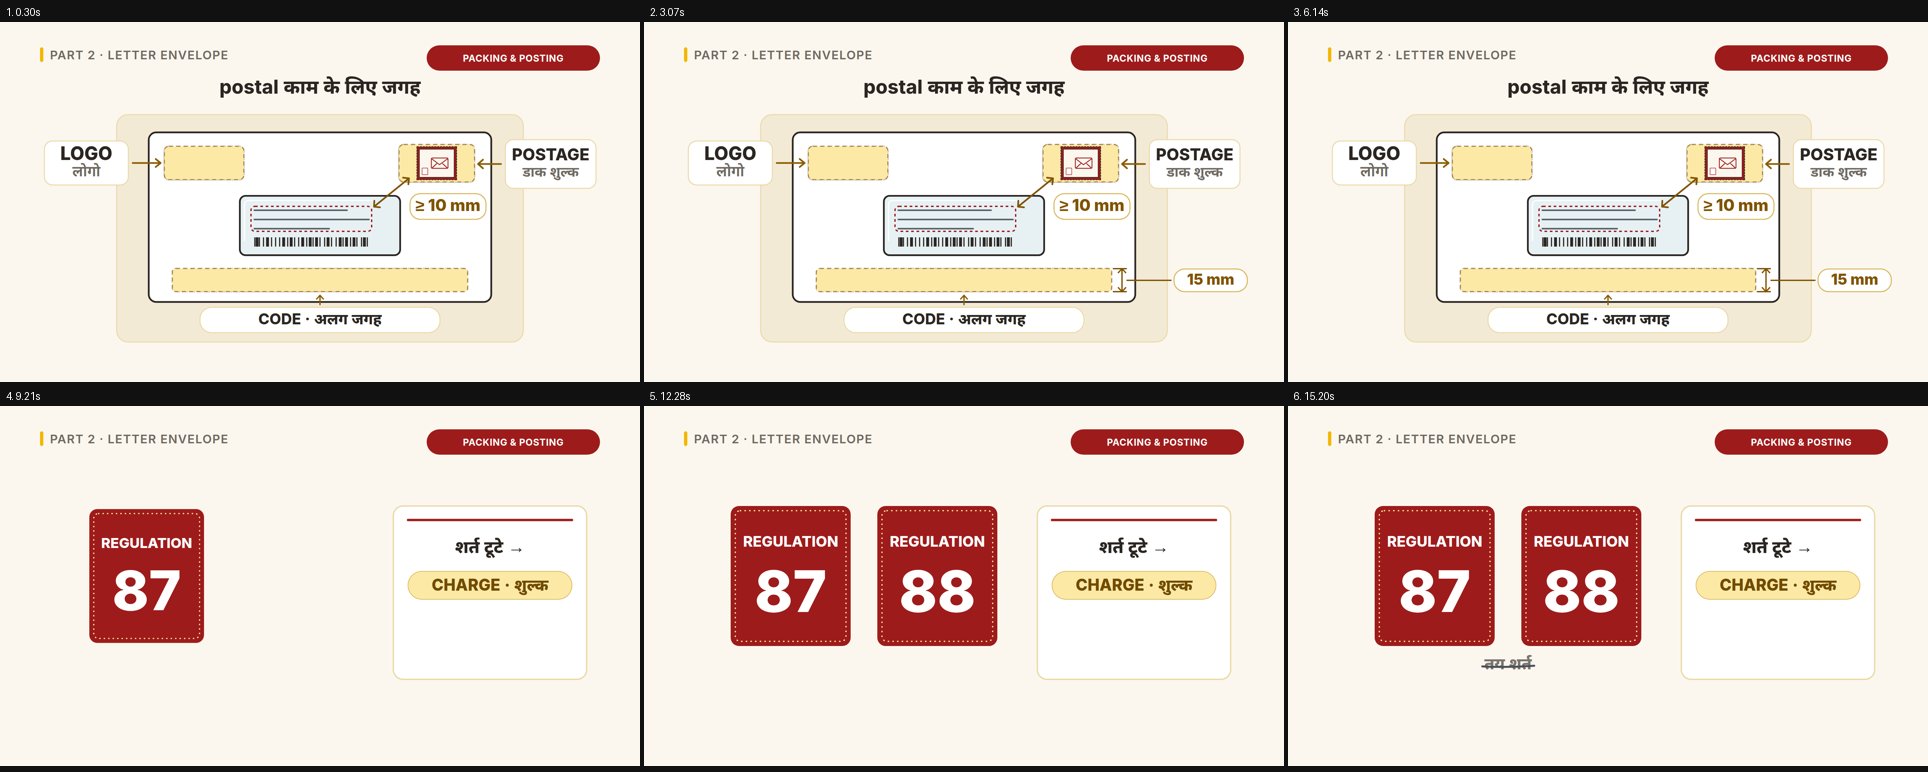 1. 0.30s
PART 2 · LETTER ENVELOPE
PACKING & POSTING
postal काम के लिए जगह
LOGO
लोगो
POSTAGE
डाक शुल्क
≥ 10 mm
CODE · अलग जगह
2. 3.07s
PART 2 · LETTER ENVELOPE
PACKING & POSTING
postal काम के लिए जगह
LOGO
लोगो
POSTAGE
डाक शुल्क
≥ 10 mm
15 mm
CODE · अलग जगह
3. 6.14s
PART 2 · LETTER ENVELOPE
PACKING & POSTING
postal काम के लिए जगह
LOGO
लोगो
POSTAGE
डाक शुल्क
≥ 10 mm
15 mm
CODE · अलग जगह
4. 9.21s
PART 2 · LETTER ENVELOPE
PACKING & POSTING
REGULATION
87
शर्त टूटे →
CHARGE · शुल्क
5. 12.28s
PART 2 · LETTER ENVELOPE
PACKING & POSTING
REGULATION
87
REGULATION
88
शर्त टूटे →
CHARGE · शुल्क
6. 15.20s
PART 2 · LETTER ENVELOPE
PACKING & POSTING
REGULATION
87
REGULATION
88
शर्त टूटे →
CHARGE · शुल्क
तय शर्त